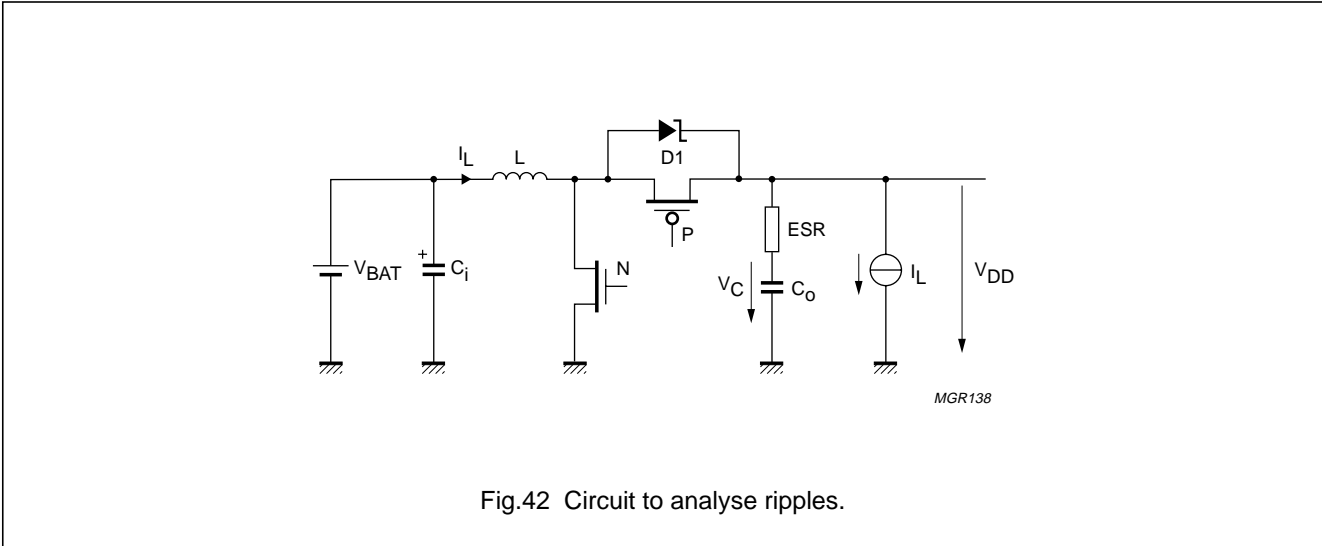 I_L
L
D1
P
ESR
V_BAT
+
C_i
N
V_C
C_o
I_L
V_DD
MGR138
Fig.42 Circuit to analyse ripples.